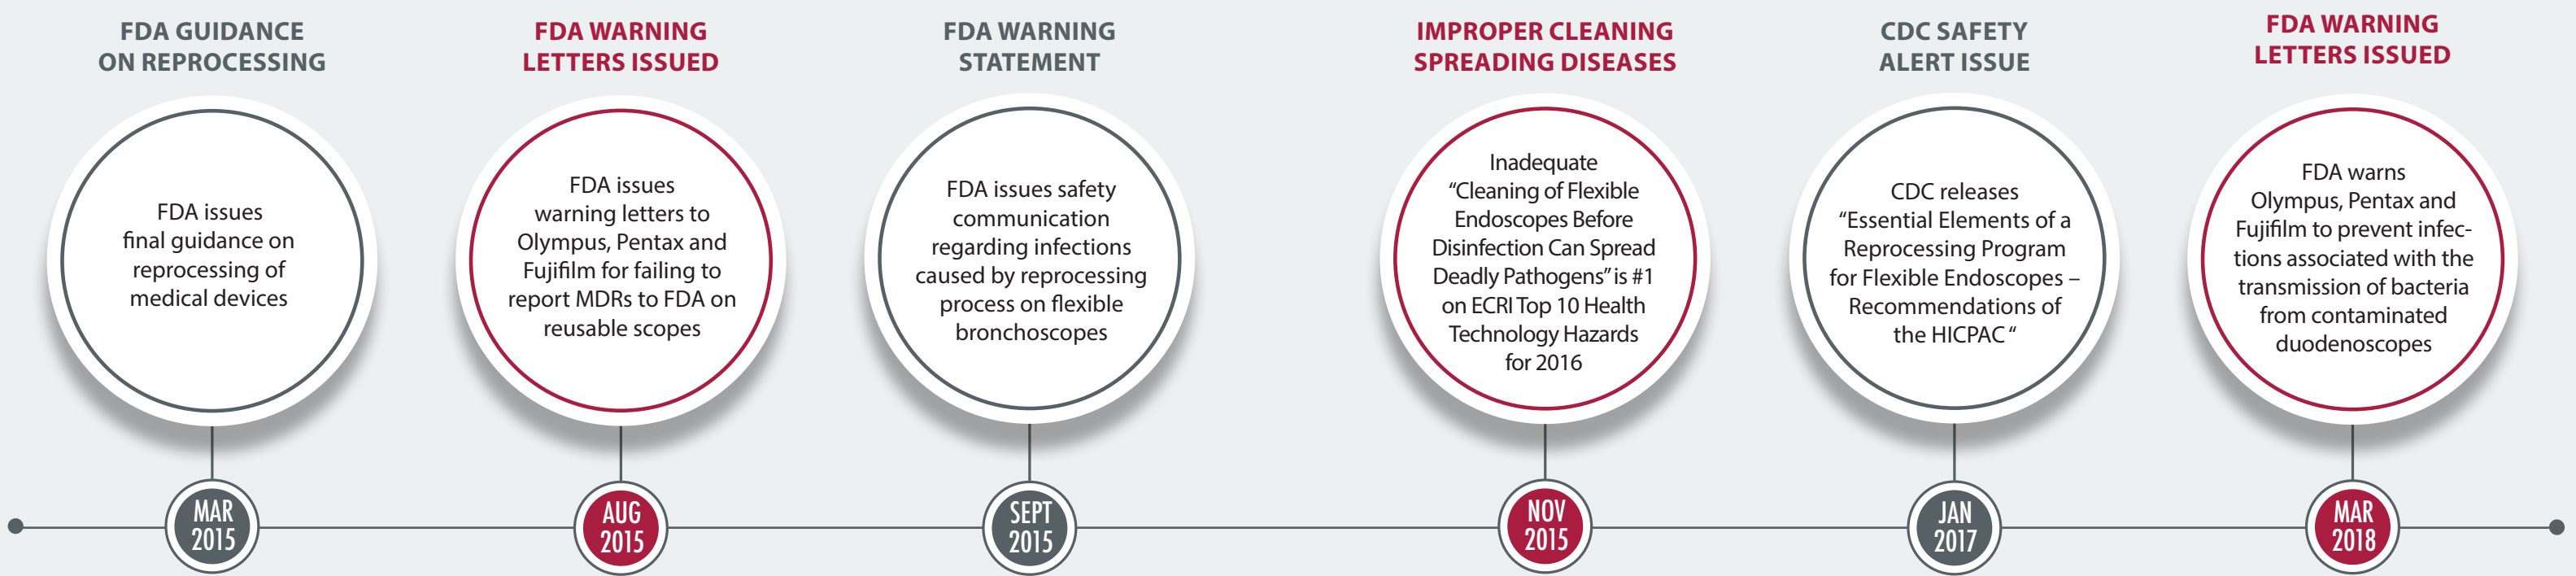 FDA GUIDANCE
ON REPROCESSING
FDA issues
final guidance on
reprocessing of
medical devices
MAR
2015
FDA WARNING
LETTERS ISSUED
FDA issues
warning letters to
Olympus, Pentax and
Fujifilm for failing to
report MDRs to FDA on
reusable scopes
AUG
2015
FDA WARNING
STATEMENT
FDA issues safety
communication
regarding infections
caused by reprocessing
process on flexible
bronchoscopes
SEPT
2015
IMPROPER CLEANING
SPREADING DISEASES
Inadequate
“Cleaning of Flexible
Endoscopes Before
Disinfection Can Spread
Deadly Pathogens” is #1
on ECRI Top 10 Health
Technology Hazards
for 2016
NOV
2015
CDC SAFETY
ALERT ISSUE
CDC releases
“Essential Elements of a
Reprocessing Program
for Flexible Endoscopes –
Recommendations of
the HICPAC “
JAN
2017
FDA WARNING
LETTERS ISSUED
FDA warns
Olympus, Pentax and
Fujifilm to prevent infec-
tions associated with the
transmission of bacteria
from contaminated
duodenoscopes
MAR
2018